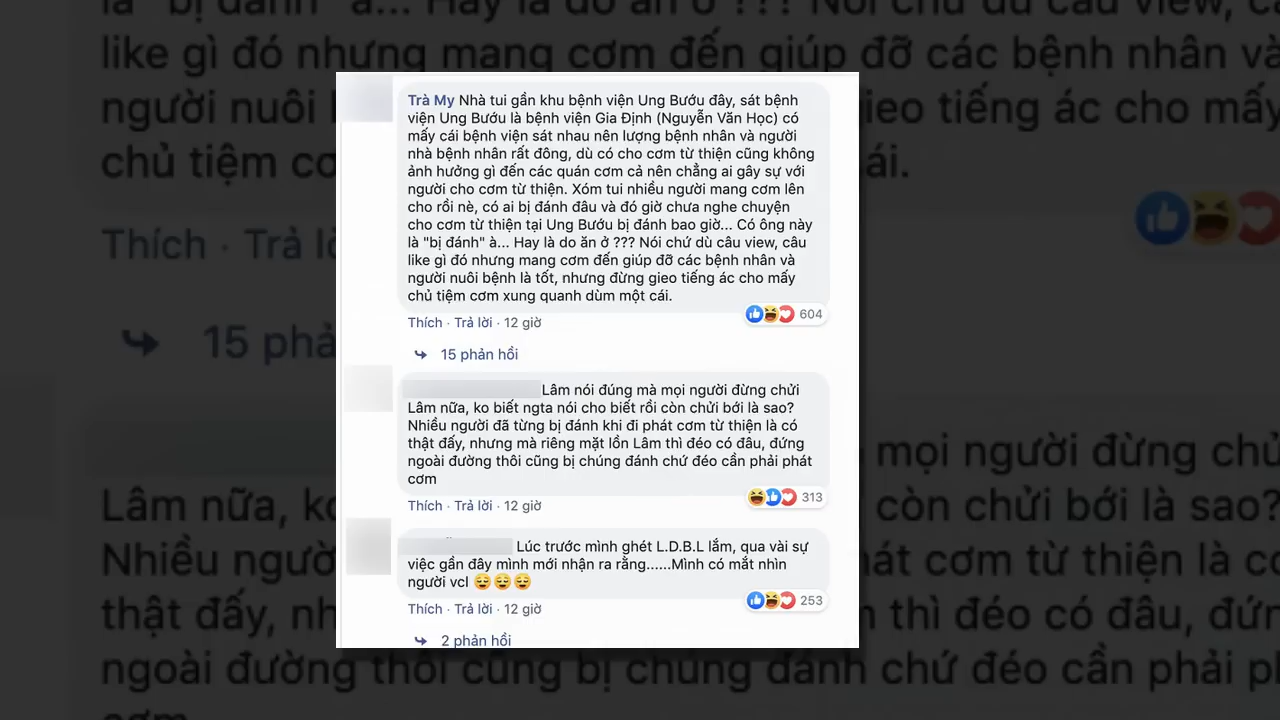 Trà My Nhà tui gần khu bệnh viện Ung Bướu đây, sát bệnh
viện Ung Bướu là bệnh viện Gia Định (Nguyễn Văn Học) có
mấy cái bệnh viện sát nhau nên lượng bệnh nhân và người
nhà bệnh nhân rất đông, dù có cho cơm từ thiện cũng không
ảnh hưởng gì đến các quán cơm cả nên chẳng ai gây sự với
người cho cơm từ thiện. Xóm tui nhiều người mang cơm lên
cho rồi nè, có ai bị đánh đâu và đó giờ chưa nghe chuyện
cho cơm từ thiện tại Ung Bướu bị đánh bao giờ... Có ông này
là "bị đánh" à... Hay là do ăn ở ??? Nói chứ dù câu view, câu
like gì đó nhưng mang cơm đến giúp đỡ các bệnh nhân và
người nuôi bệnh là tốt, nhưng đừng gieo tiếng ác cho mấy
chủ tiệm cơm xung quanh dùm một cái.
604
Thích · Trả lời · 12 giờ
15 phản hồi
Lâm nói đúng mà mọi người đừng chửi
Lâm nữa, ko biết ngta nói cho biết rồi còn chửi bới là sao?
Nhiều người đã từng bị đánh khi đi phát cơm từ thiện là có
thật đấy, nhưng mà riêng mặt lồn Lâm thì đéo có đâu, đứng
ngoài đường thôi cũng bị chúng đánh chứ đéo cần phải phát
cơm
313
Thích · Trả lời · 12 giờ
Lúc trước mình ghét L.D.B.L lắm, qua vài sự
việc gần đây mình mới nhận ra rằng......Mình có mắt nhìn
người vcl 😌😌😌
253
Thích · Trả lời · 12 giờ
2 phản hồi